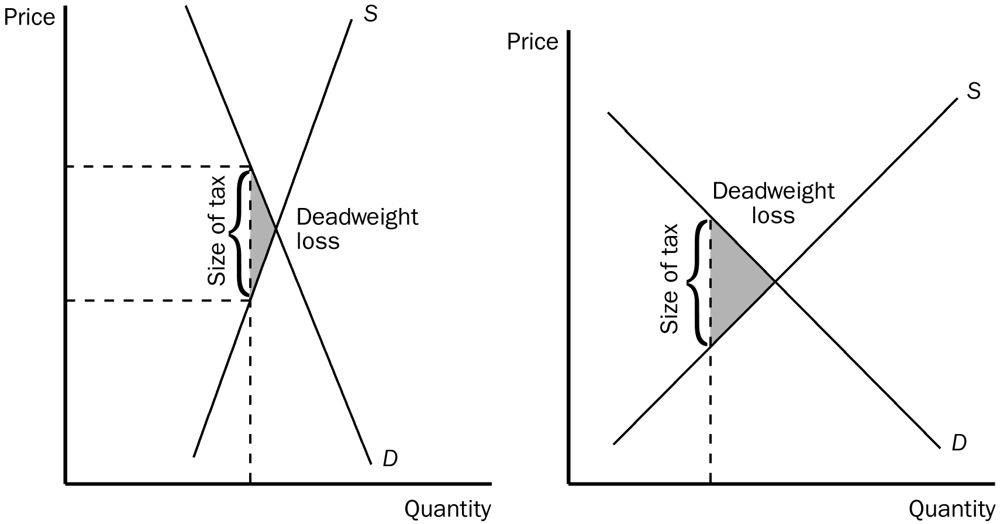 Price
S
Size of tax
Deadweight
loss
D
Quantity
Price
S
Deadweight
loss
Size of tax
D
Quantity